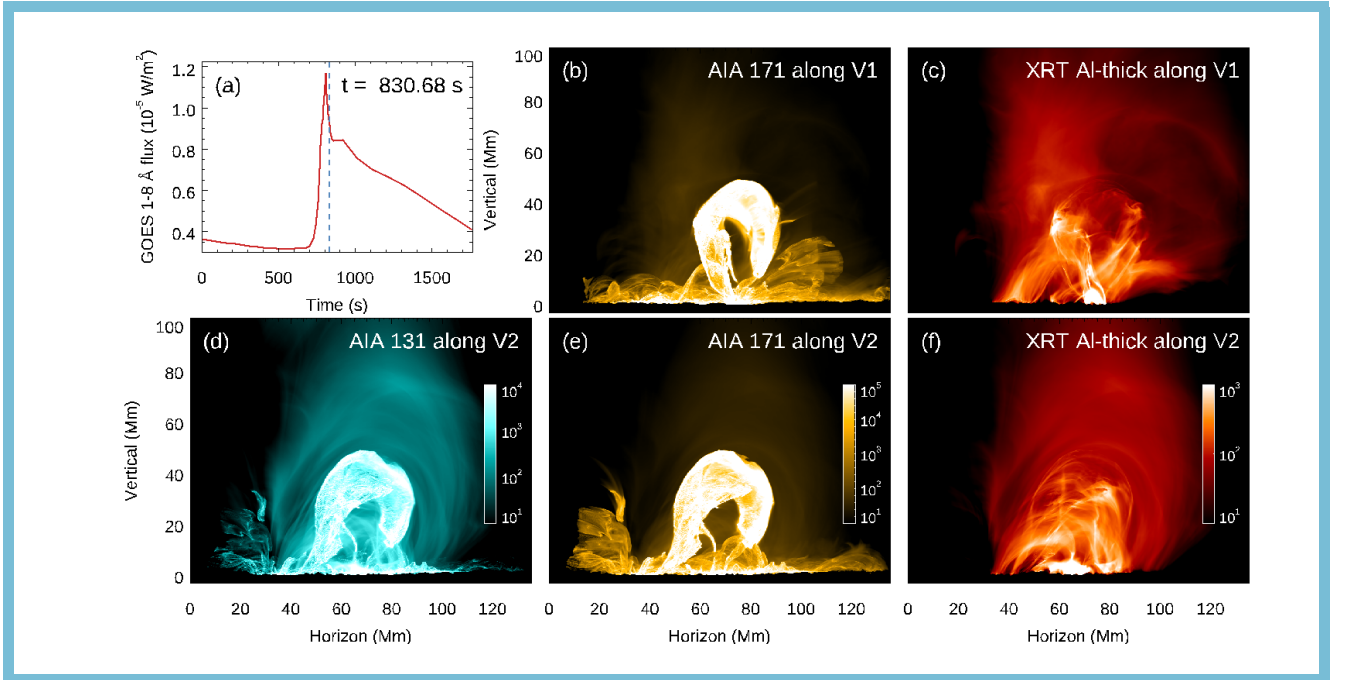 GOES 1-8 Å flux (10⁻⁵ W/m²)
1.2
1.0
0.8
0.6
0.4
(a)
t = 830.68 s
0 500 1000 1500
Time (s)
Vertical (Mm)
100
80
60
40
20
0
(b) AIA 171 along V1
(c) XRT Al-thick along V1
Vertical (Mm)
100
80
60
40
20
0
(d) AIA 131 along V2
10⁴
10³
10²
10¹
(e) AIA 171 along V2
10⁵
10⁴
10³
10²
10¹
(f) XRT Al-thick along V2
10³
10²
10¹
0 20 40 60 80 100 120
Horizon (Mm)
0 20 40 60 80 100 120
Horizon (Mm)
0 20 40 60 80 100 120
Horizon (Mm)